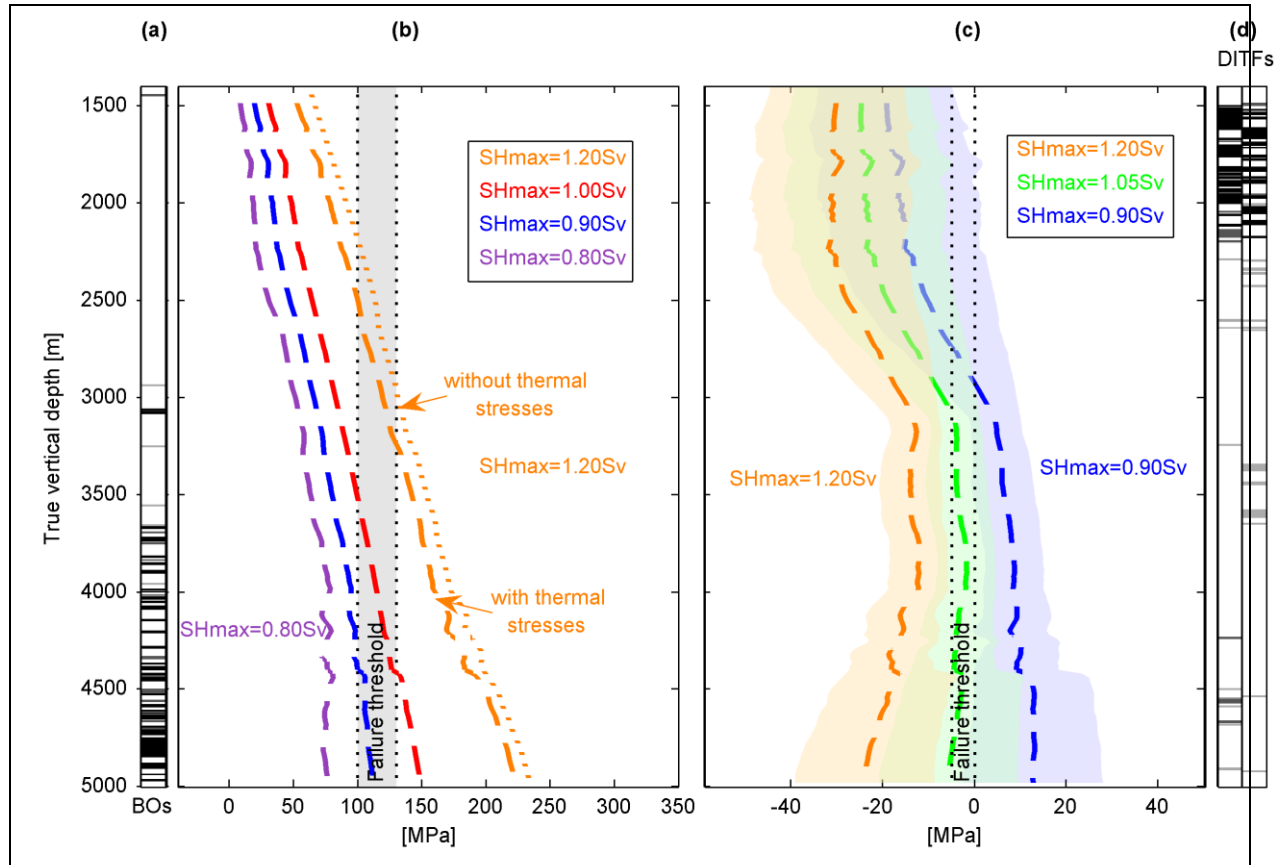 (a)
(b)
(c)
(d)
DITFs
1500
2000
2500
3000
3500
4000
4500
5000
True vertical depth [m]
BOs
SHmax=1.20Sv
SHmax=1.00Sv
SHmax=0.90Sv
SHmax=0.80Sv
without thermal
stresses
SHmax=1.20Sv
with thermal
stresses
SHmax=0.80Sv
Failure threshold
0
50
100
150
200
250
300
350
[MPa]
SHmax=1.20Sv
SHmax=1.05Sv
SHmax=0.90Sv
SHmax=1.20Sv
SHmax=0.90Sv
Failure threshold
-40
-20
0
20
40
[MPa]